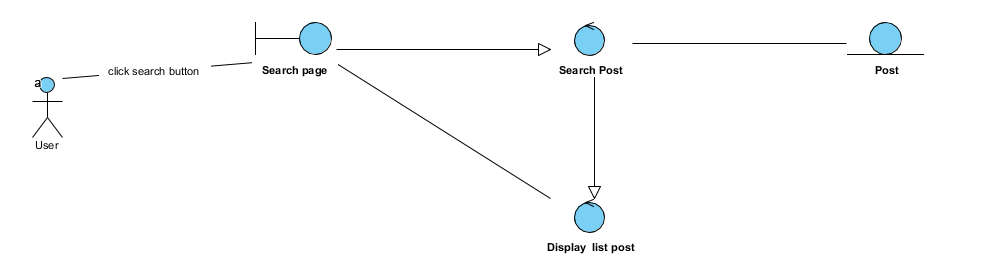 Search page
Search Post
Post
click search button
a
User
Display list post